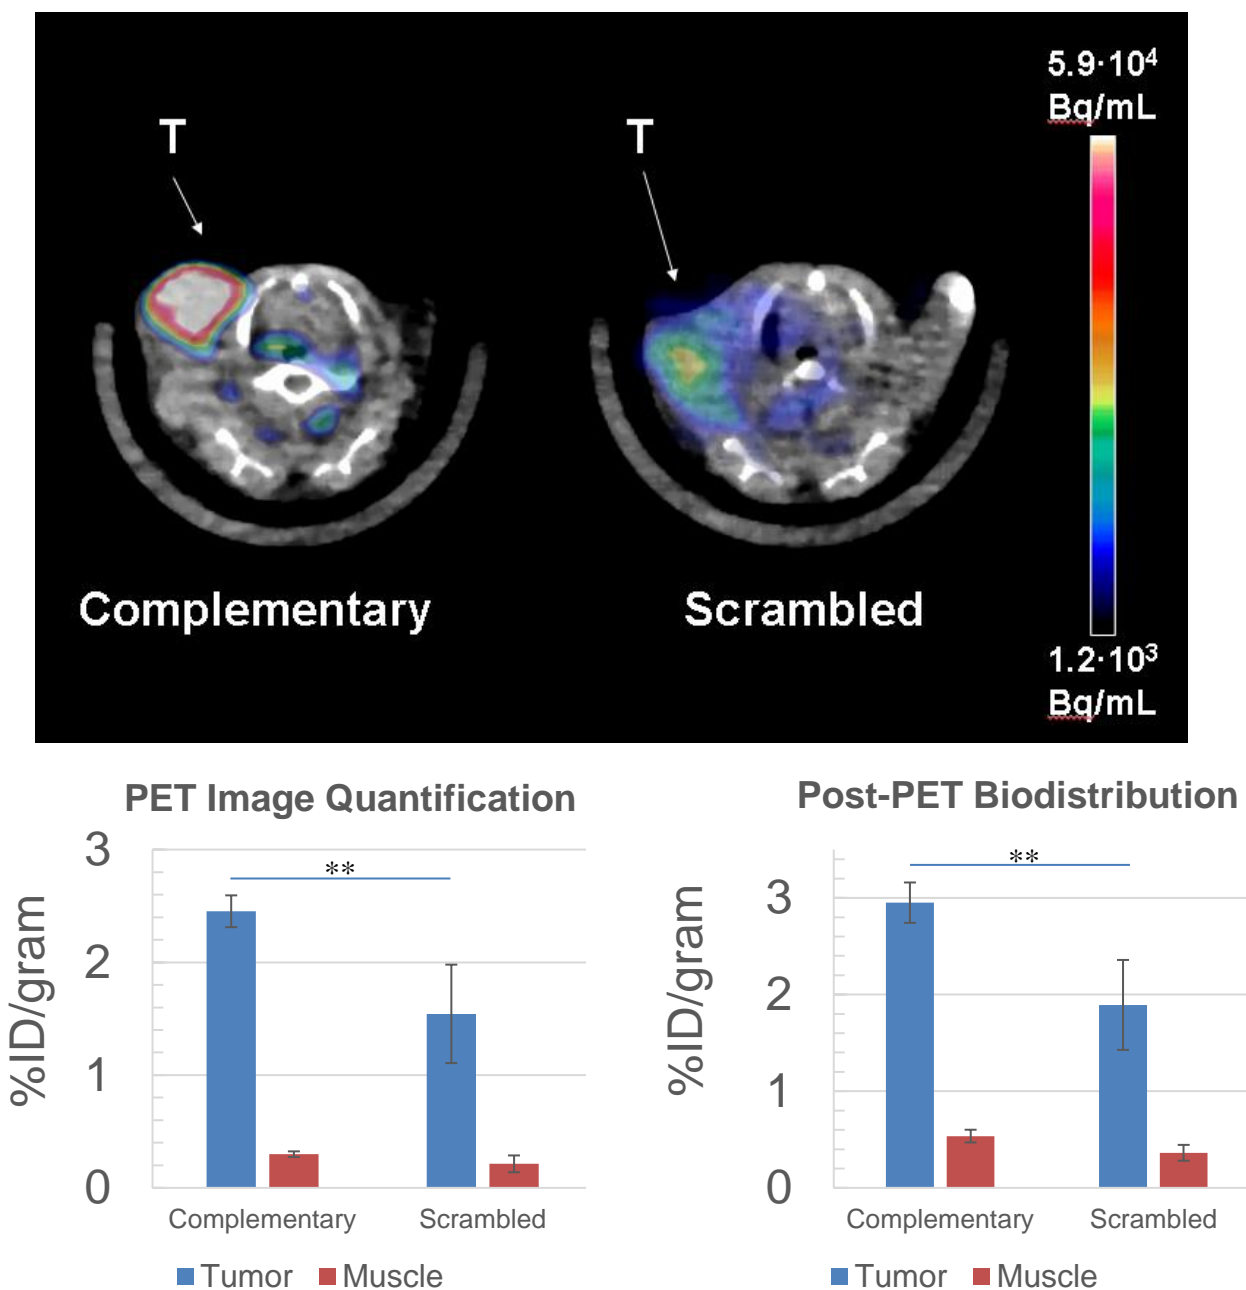 T
T
5.9·10⁴
Bq/mL
Complementary
Scrambled
1.2·10³
Bq/mL
PET Image Quantification
3
2
1
0
%ID/gram
**
Complementary
Scrambled
Tumor
Muscle
Post-PET Biodistribution
3
2
1
0
%ID/gram
**
Complementary
Scrambled
Tumor
Muscle